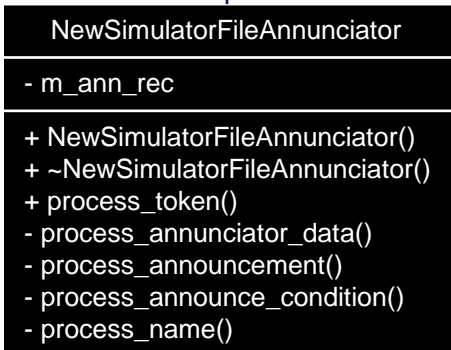 NewSimulatorFileAnnunciator
- m_ann_rec
+ NewSimulatorFileAnnunciator()
+ ~NewSimulatorFileAnnunciator()
+ process_token()
- process_annunciator_data()
- process_announcement()
- process_announce_condition()
- process_name()